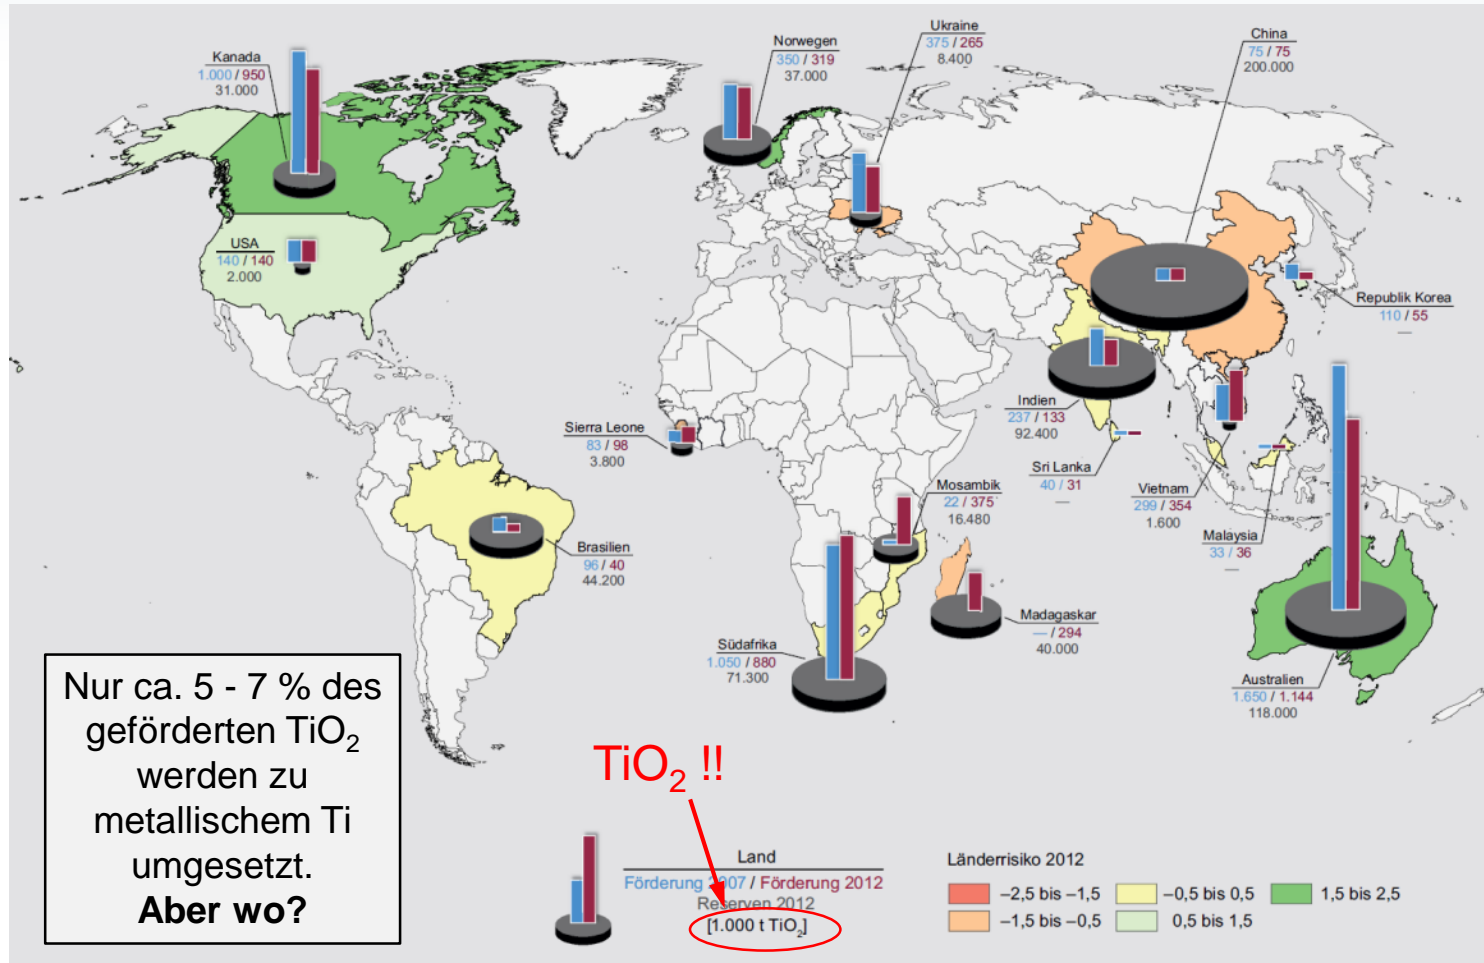 Kanada
1.000 / 950
31.000
Norwegen
350 / 319
37.000
Ukraine
375 / 265
8.400
China
75 / 75
200.000
USA
140 / 140
2.000
Republik Korea
110 / 55
—
Indien
237 / 133
92.400
Sierra Leone
83 / 98
3.800
Sri Lanka
40 / 31
—
Mosambik
22 / 375
16.480
Vietnam
299 / 354
1.600
Malaysia
33 / 36
—
Brasilien
96 / 40
44.200
Madagaskar
— / 294
40.000
Südafrika
1.050 / 880
71.300
Australien
1.650 / 1.144
118.000
Nur ca. 5 - 7 % des
geförderten TiO₂
werden zu
metallischem Ti
umgesetzt.
Aber wo?
TiO₂ !!
Land
Förderung 2007 / Förderung 2012
Reserven 2012
[1.000 t TiO₂]
Länderrisiko 2012
–2,5 bis –1,5
–0,5 bis 0,5
1,5 bis 2,5
–1,5 bis –0,5
0,5 bis 1,5